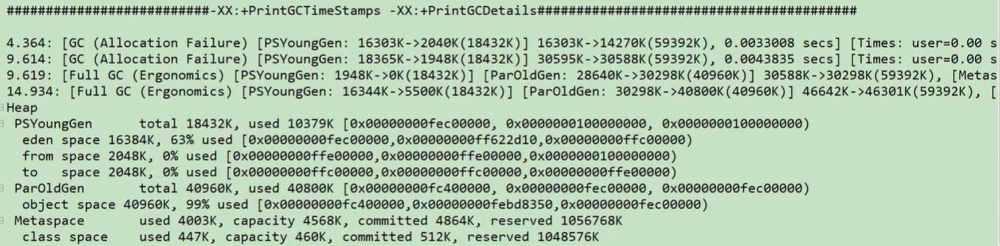 ##########################-XX:+PrintGCTimeStamps -XX:+PrintGCDetails#########################################
4.364: [GC (Allocation Failure) [PSYoungGen: 16303K->2040K(18432K)] 16303K->14270K(59392K), 0.0033008 secs] [Times: user=0.00 s
9.614: [GC (Allocation Failure) [PSYoungGen: 18365K->1948K(18432K)] 30595K->30588K(59392K), 0.0043835 secs] [Times: user=0.00 s
9.619: [Full GC (Ergonomics) [PSYoungGen: 1948K->0K(18432K)] [ParOldGen: 28640K->30298K(40960K)] 30588K->30298K(59392K), [Metas
14.934: [Full GC (Ergonomics) [PSYoungGen: 16344K->5500K(18432K)] [ParOldGen: 30298K->40800K(40960K)] 46642K->46301K(59392K), [
Heap
PSYoungGen      total 18432K, used 10379K [0x00000000fec00000, 0x0000000100000000, 0x0000000100000000)
eden space 16384K, 63% used [0x00000000fec00000,0x00000000ff622d10,0x00000000ffc00000)
from space 2048K, 0% used [0x00000000ffe00000,0x00000000ffe00000,0x0000000100000000)
to   space 2048K, 0% used [0x00000000ffc00000,0x00000000ffc00000,0x00000000ffe00000)
ParOldGen       total 40960K, used 40800K [0x00000000fc400000, 0x00000000fec00000, 0x00000000fec00000)
object space 40960K, 99% used [0x00000000fc400000,0x00000000febd8350,0x00000000fec00000)
Metaspace       used 4003K, capacity 4568K, committed 4864K, reserved 1056768K
class space    used 447K, capacity 460K, committed 512K, reserved 1048576K